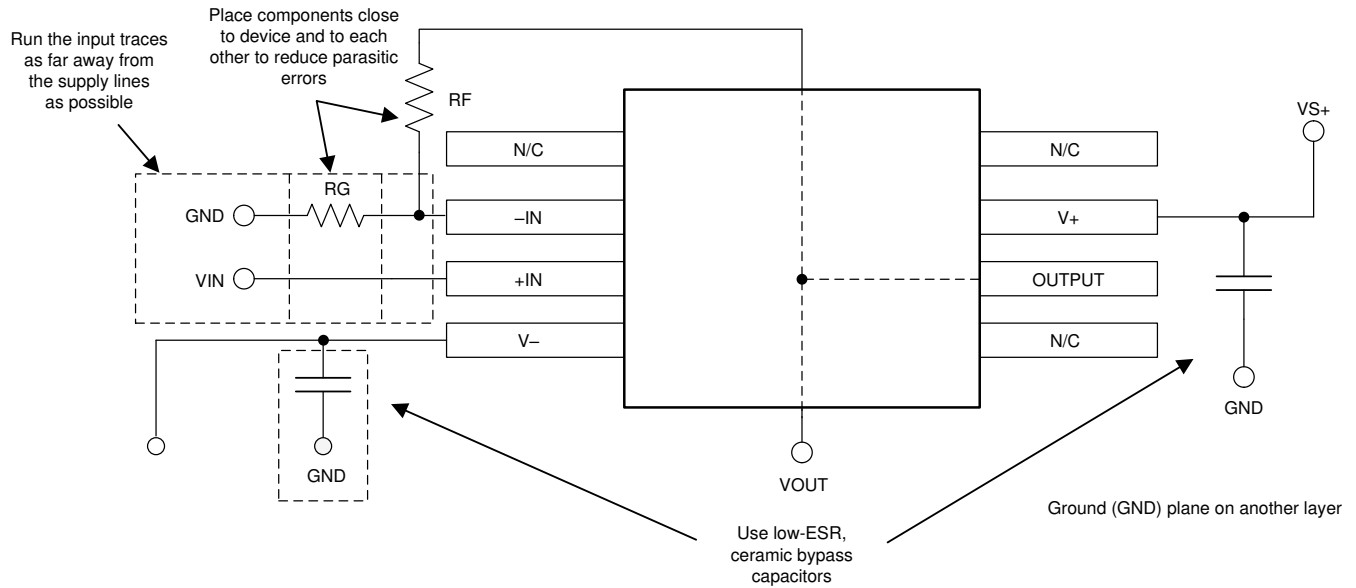 Place components close
to device and to each
other to reduce parasitic
errors
Run the input traces
as far away from
the supply lines
as possible
RF
VS+
N/C
N/C
RG
GND
–IN
V+
VIN
+IN
OUTPUT
V–
N/C
GND
GND
VOUT
Ground (GND) plane on another layer
Use low-ESR,
ceramic bypass
capacitors